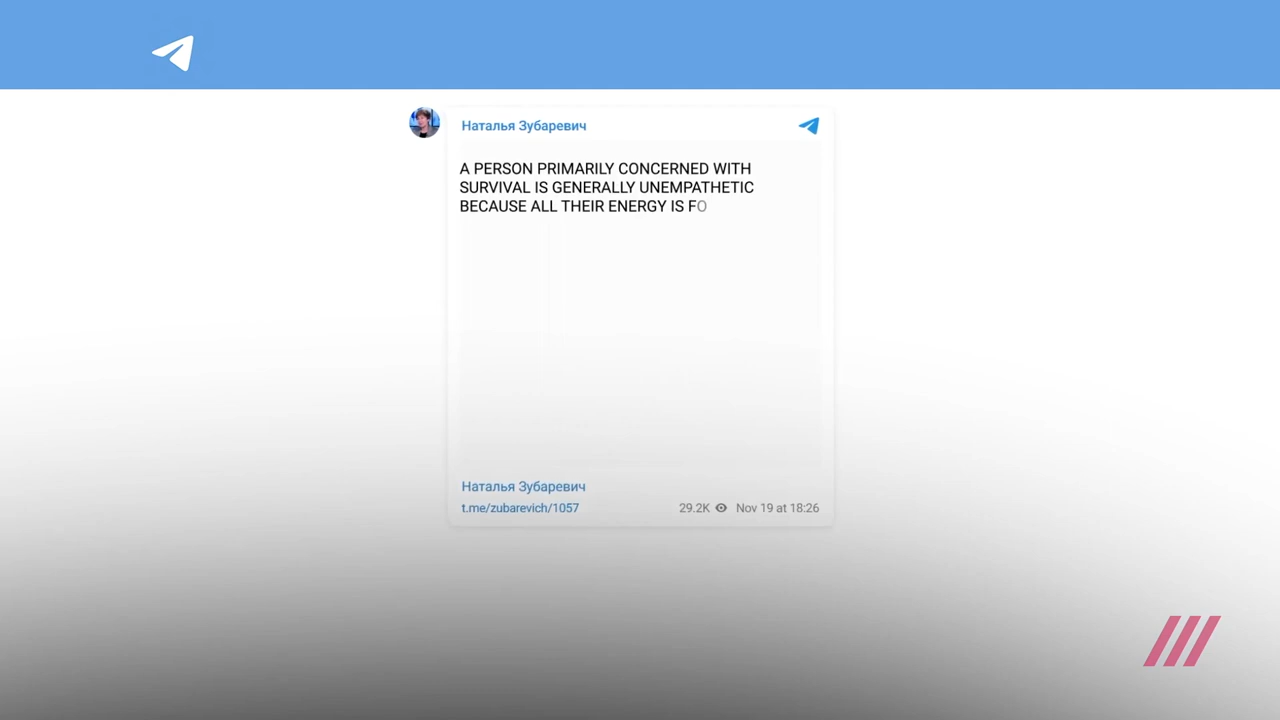 Наталья Зубаревич
A PERSON PRIMARILY CONCERNED WITH
SURVIVAL IS GENERALLY UNEMPATHETIC
BECAUSE ALL THEIR ENERGY IS FO
Наталья Зубаревич
t.me/zubarevich/1057 29.2K Nov 19 at 18:26